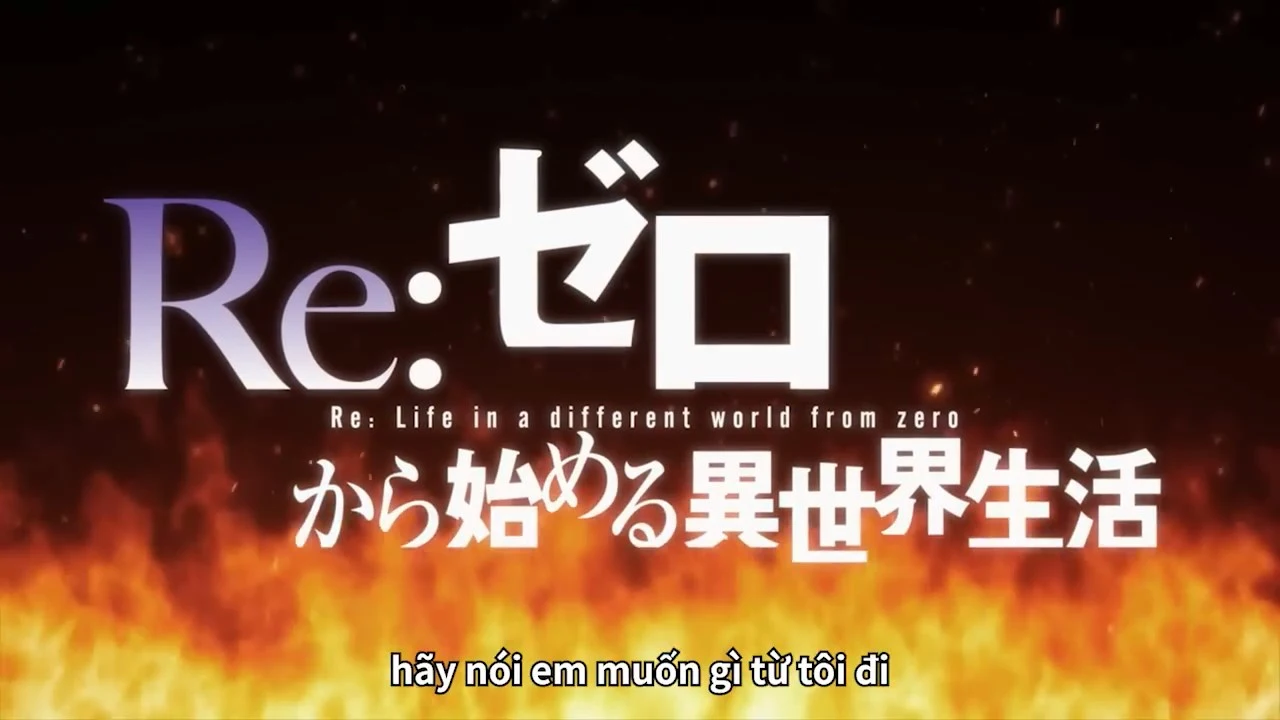 Re:ゼロ
Re: Life in a different world from zero
から始める異世界生活
hãy nói em muốn gì từ tôi đi